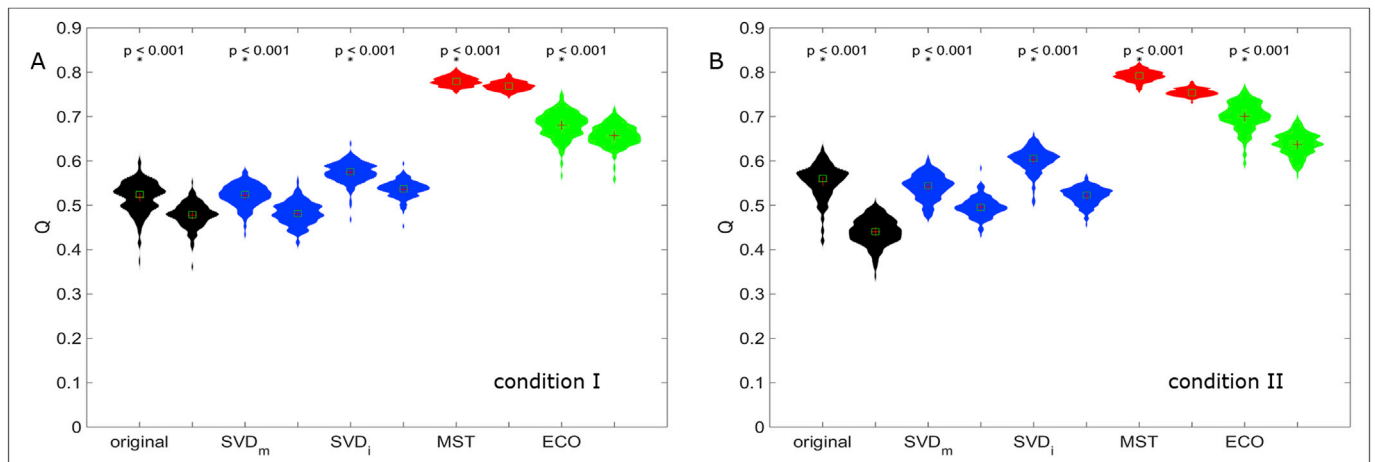 A
Q
0.9
0.8
0.7
0.6
0.5
0.4
0.3
0.2
0.1
0
p < 0.001 p < 0.001 p < 0.001 p < 0.001 p < 0.001
* * * * *
condition I
original SVDm SVDi MST ECO
B
Q
0.9
0.8
0.7
0.6
0.5
0.4
0.3
0.2
0.1
0
p < 0.001 p < 0.001 p < 0.001 p < 0.001 p < 0.001
* * * * *
condition II
original SVDm SVDi MST ECO